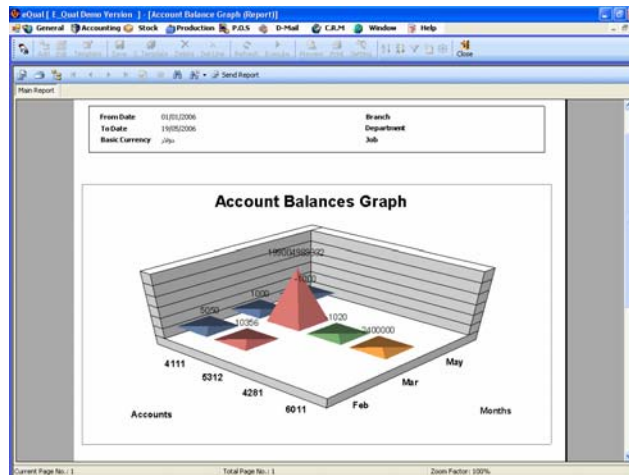 eQual [ E_Qual Demo Version ] - [Account Balance Graph (Report)]
General Accounting Stock Production P.O.S D-Mail C.R.M Window Help
Close
Send Report
Main Report
From Date 01/01/2006 Branch
To Date 19/05/2006 Department
Basic Currency دولار Job
Account Balances Graph
-1000
1000
5050
10356
1020
2400000
4111
5312
4281
6011
Feb
Mar
May
Accounts
Months
Current Page No.: 1 Total Page No.: 1 Zoom Factor: 100%